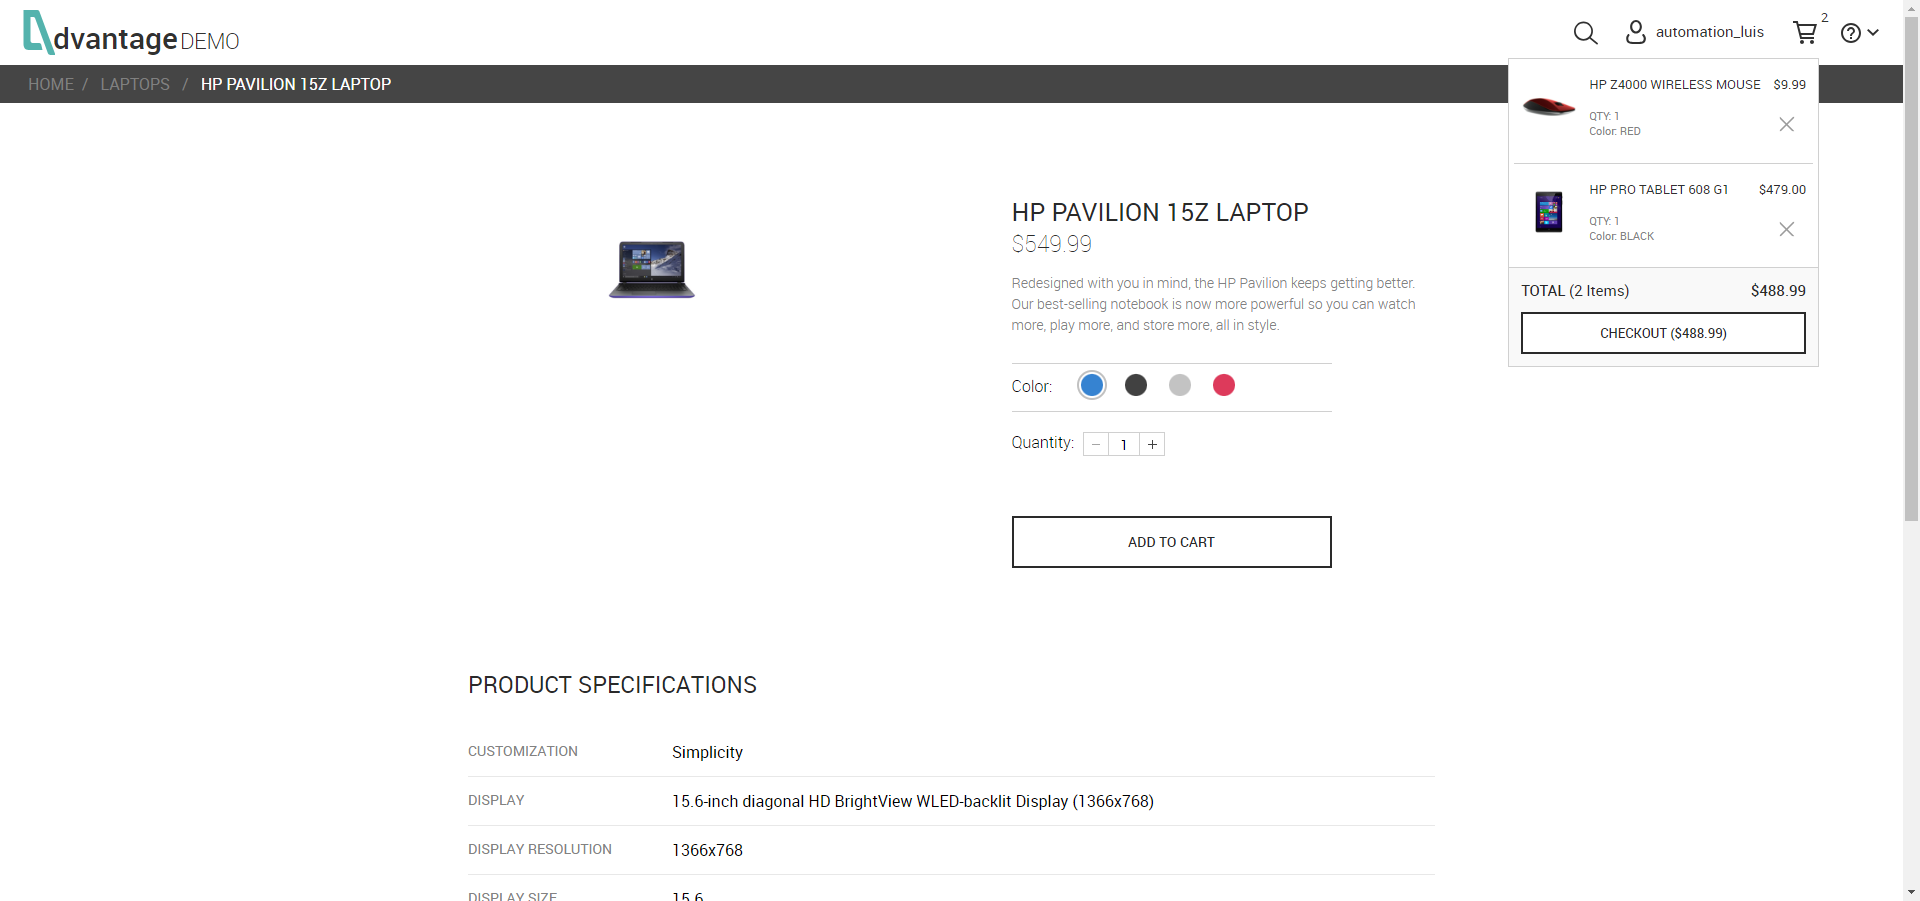 dvantage DEMO
automation_luis
2
HOME / LAPTOPS / HP PAVILION 15Z LAPTOP
HP Z4000 WIRELESS MOUSE $9.99
QTY: 1
Color: RED
HP PRO TABLET 608 G1 $479.00
QTY: 1
Color: BLACK
TOTAL (2 Items) $488.99
CHECKOUT ($488.99)
HP PAVILION 15Z LAPTOP
$549.99
Redesigned with you in mind, the HP Pavilion keeps getting better.
Our best-selling notebook is now more powerful so you can watch
more, play more, and store more, all in style.
Color:
Quantity: − 1 +
ADD TO CART
PRODUCT SPECIFICATIONS
CUSTOMIZATION Simplicity
DISPLAY 15.6-inch diagonal HD BrightView WLED-backlit Display (1366x768)
DISPLAY RESOLUTION 1366x768
DISPLAY SIZE 15.6